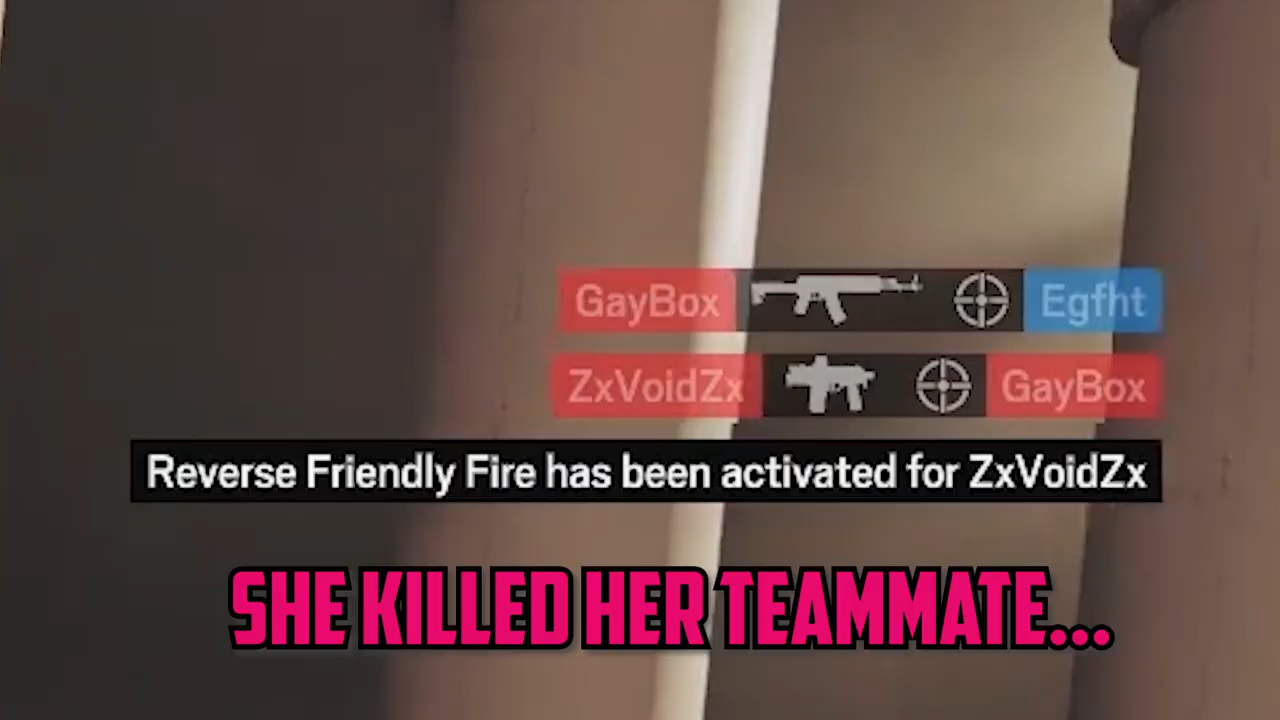 GayBox Egfht
ZxVoidZx GayBox
Reverse Friendly Fire has been activated for ZxVoidZx
SHE KILLED HER TEAMMATE...